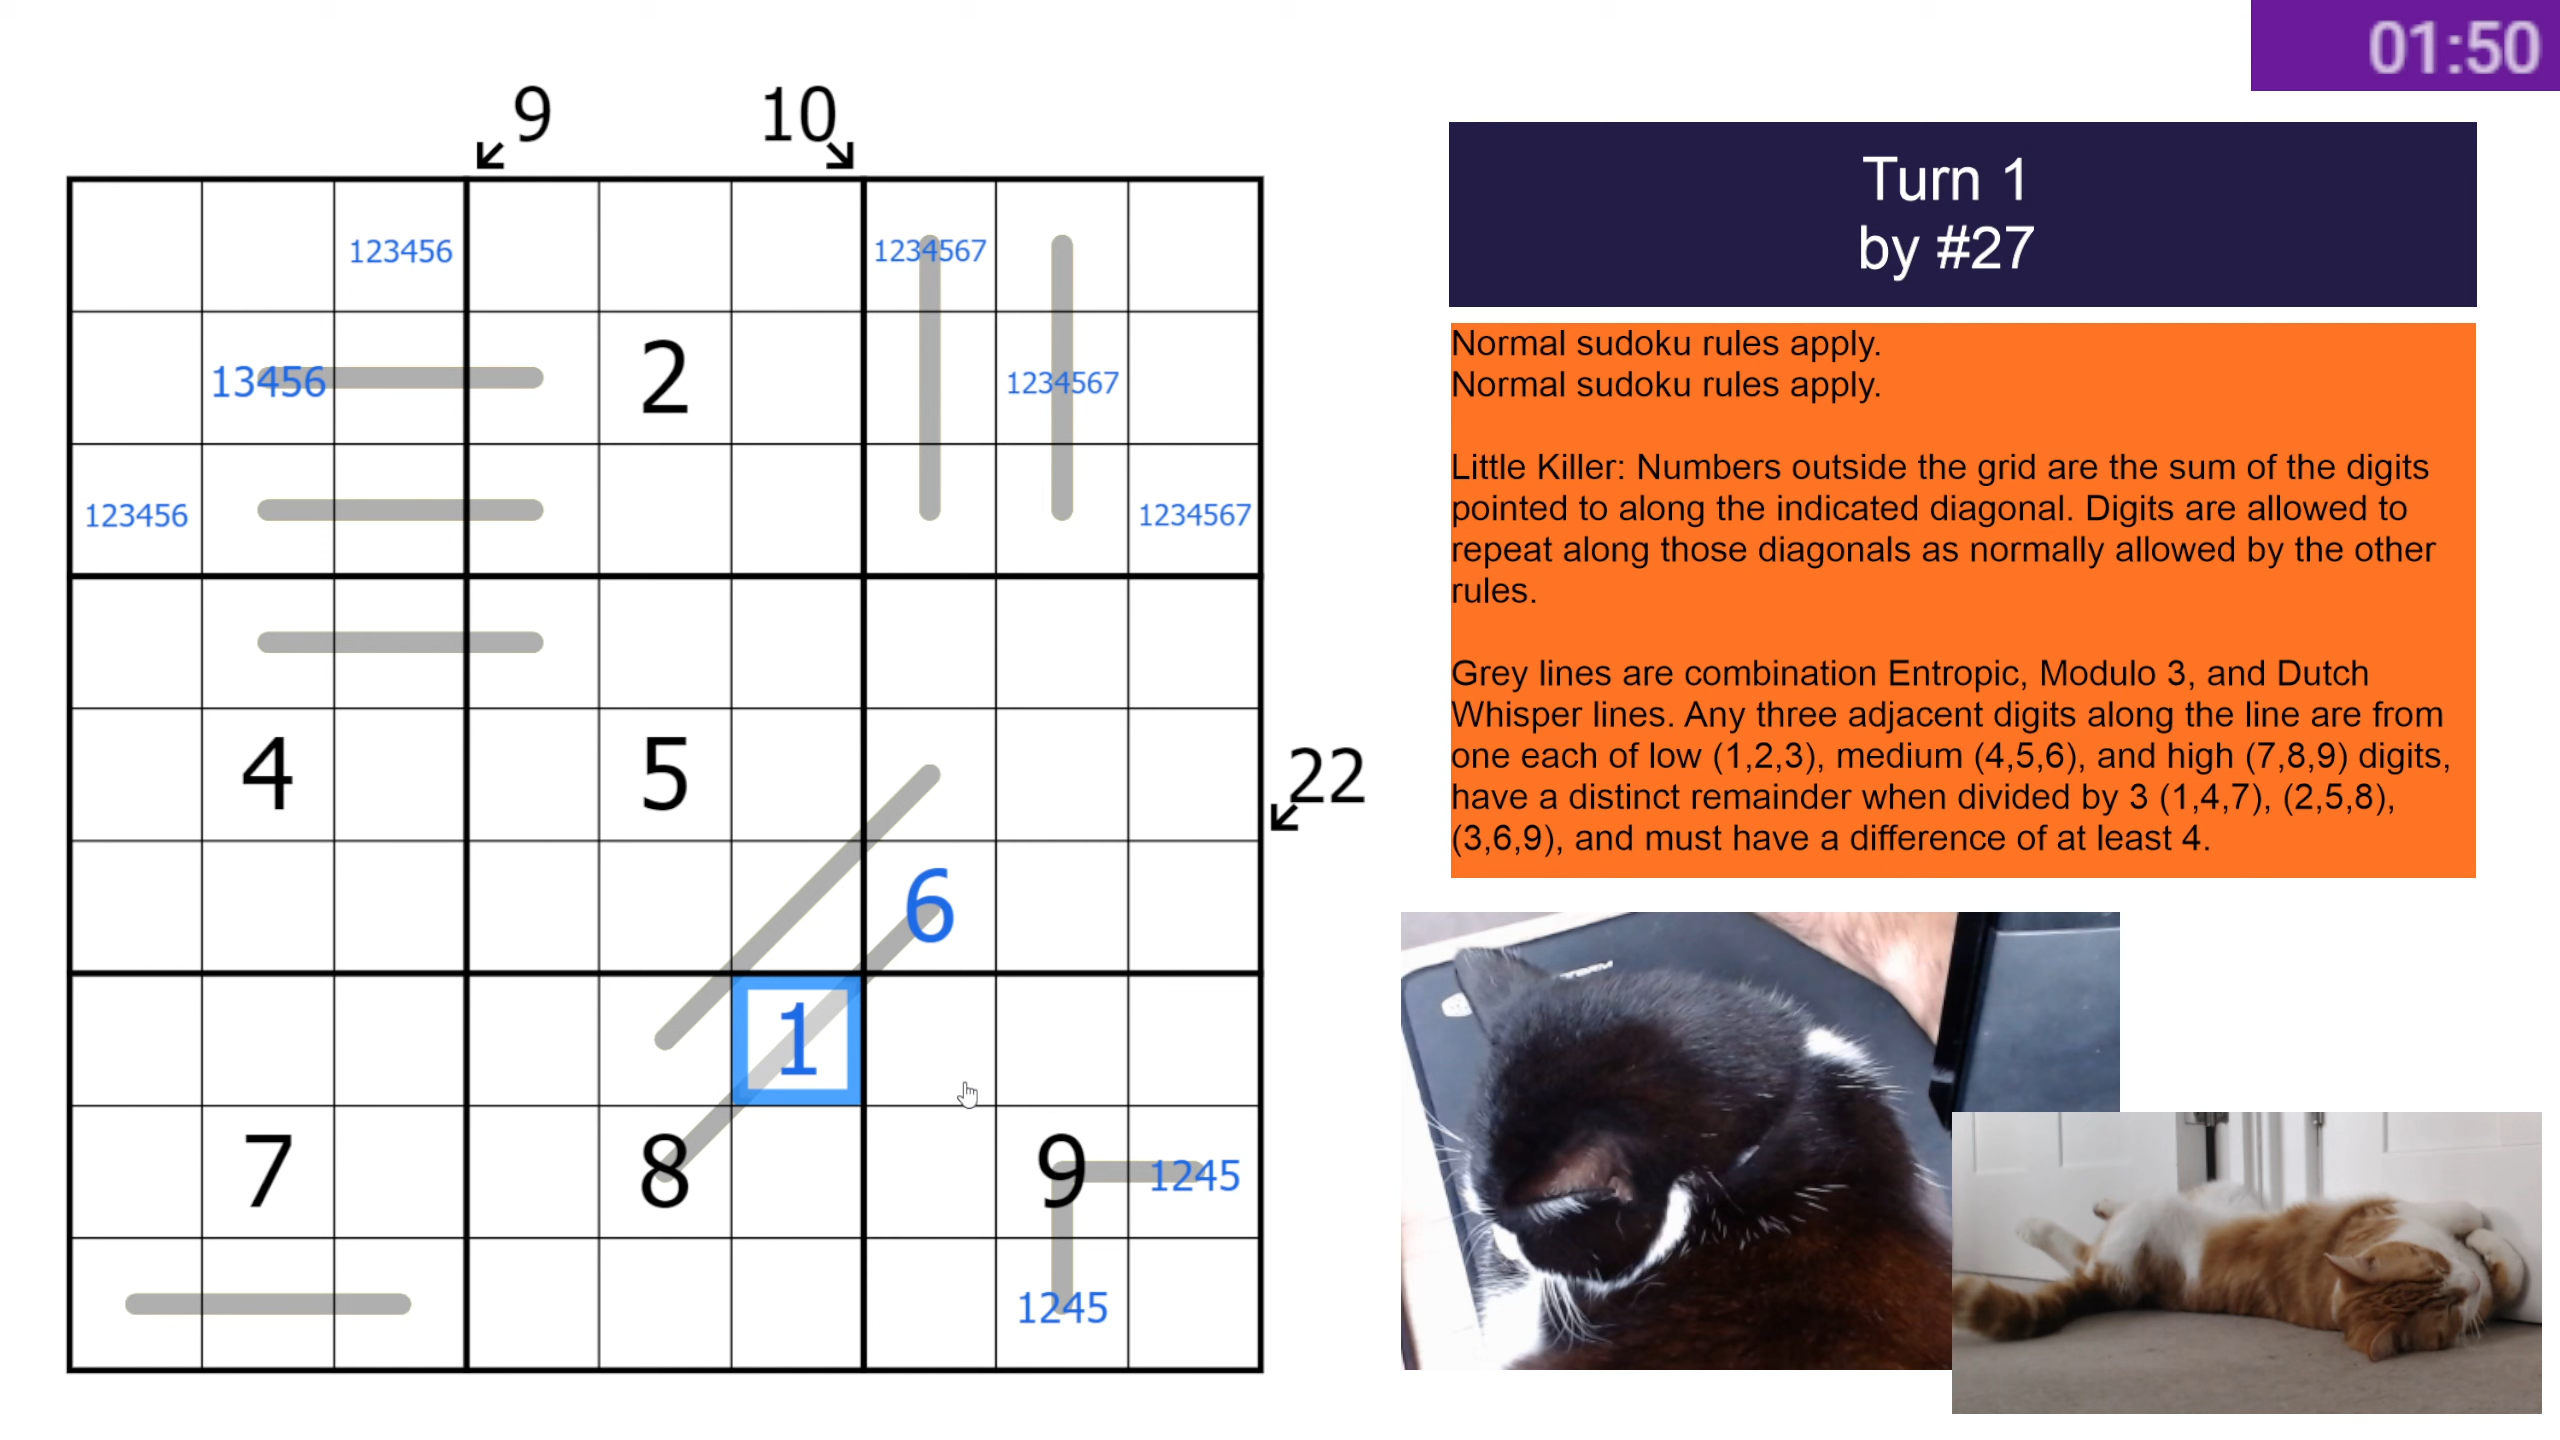 01:50
9 10
Turn 1
by #27
123456 1234567
13456 2 1234567
123456 1234567
4 5
22
6
1
7 8 9 1245
1245
Normal sudoku rules apply.
Normal sudoku rules apply.
Little Killer: Numbers outside the grid are the sum of the digits
pointed to along the indicated diagonal. Digits are allowed to
repeat along those diagonals as normally allowed by the other
rules.
Grey lines are combination Entropic, Modulo 3, and Dutch
Whisper lines. Any three adjacent digits along the line are from
one each of low (1,2,3), medium (4,5,6), and high (7,8,9) digits,
have a distinct remainder when divided by 3 (1,4,7), (2,5,8),
(3,6,9), and must have a difference of at least 4.